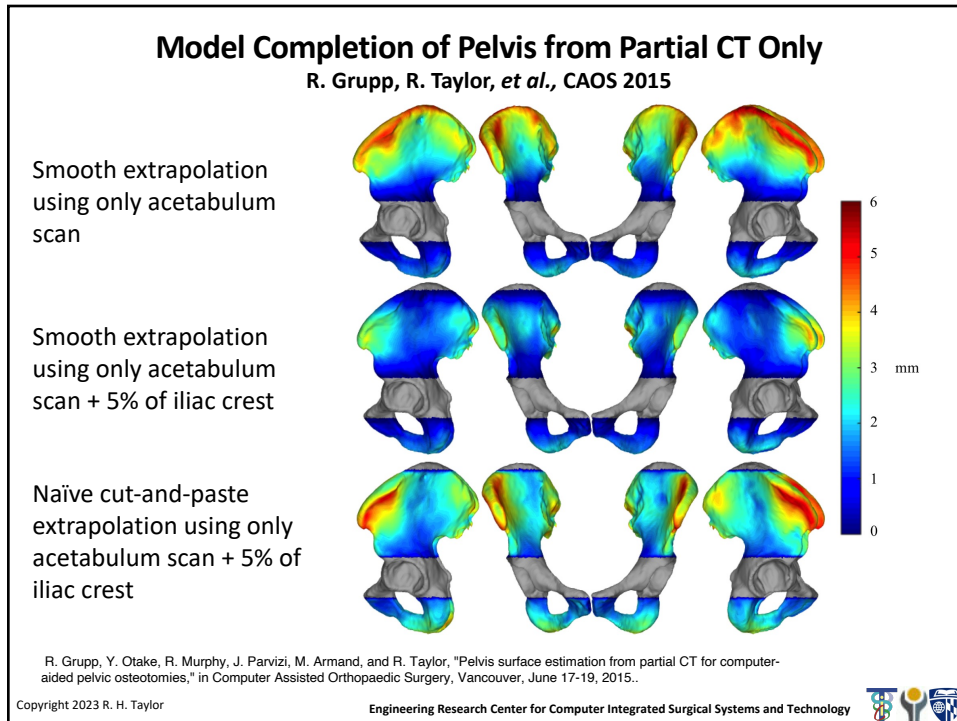 Model Completion of Pelvis from Partial CT Only
R. Grupp, R. Taylor, et al., CAOS 2015
Smooth extrapolation
using only acetabulum
scan
Smooth extrapolation
using only acetabulum
scan + 5% of iliac crest
Naïve cut-and-paste
extrapolation using only
acetabulum scan + 5% of
iliac crest
6
5
4
3
mm
2
1
0
R. Grupp, Y. Otake, R. Murphy, J. Parvizi, M. Armand, and R. Taylor, "Pelvis surface estimation from partial CT for computer-
aided pelvic osteotomies," in Computer Assisted Orthopaedic Surgery, Vancouver, June 17-19, 2015..
Copyright 2023 R. H. Taylor
Engineering Research Center for Computer Integrated Surgical Systems and Technology